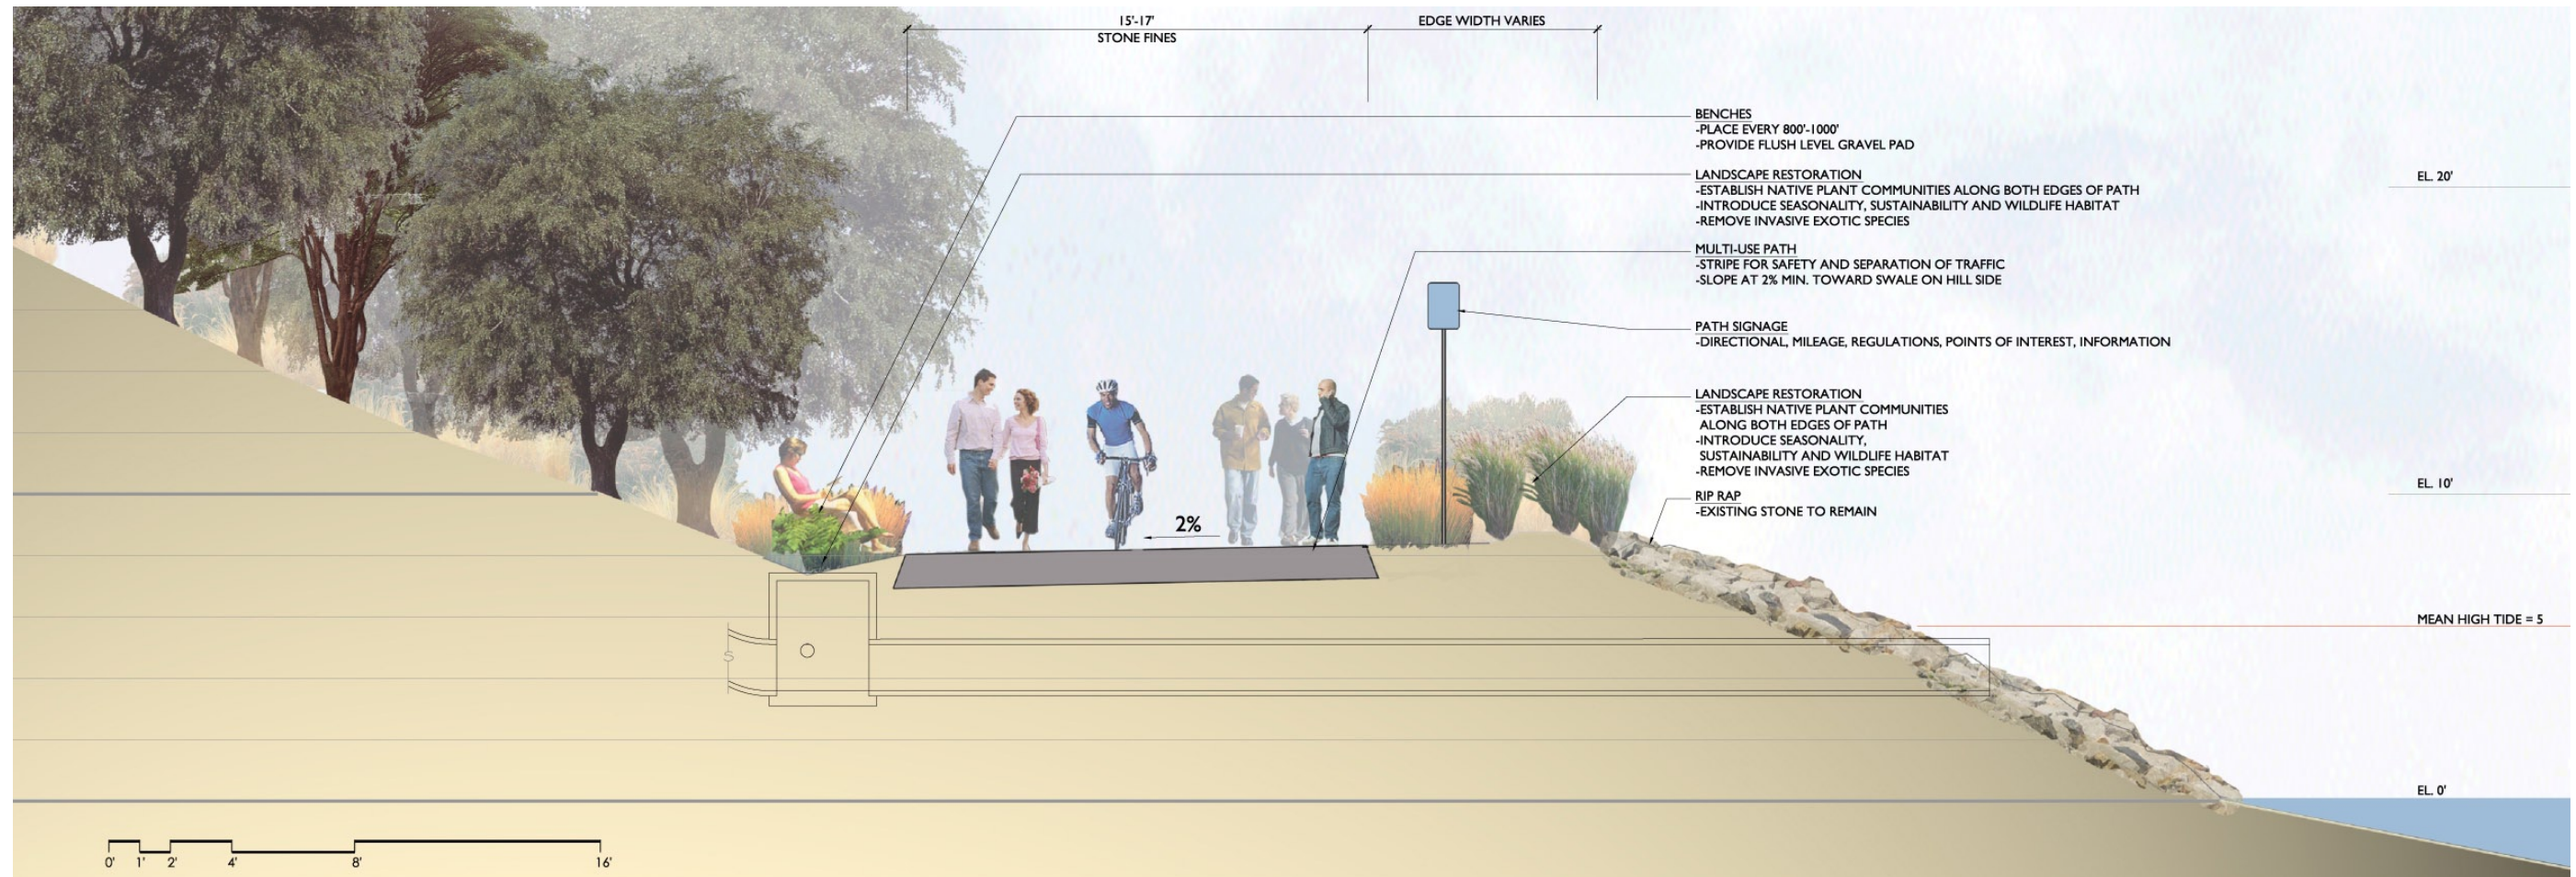 15'-17'
STONE FINES
EDGE WIDTH VARIES
BENCHES
-PLACE EVERY 800'-1000'
-PROVIDE FLUSH LEVEL GRAVEL PAD
LANDSCAPE RESTORATION
-ESTABLISH NATIVE PLANT COMMUNITIES ALONG BOTH EDGES OF PATH
-INTRODUCE SEASONALITY, SUSTAINABILITY AND WILDLIFE HABITAT
-REMOVE INVASIVE EXOTIC SPECIES
MULTI-USE PATH
-STRIPE FOR SAFETY AND SEPARATION OF TRAFFIC
-SLOPE AT 2% MIN. TOWARD SWALE ON HILL SIDE
PATH SIGNAGE
-DIRECTIONAL, MILEAGE, REGULATIONS, POINTS OF INTEREST, INFORMATION
LANDSCAPE RESTORATION
-ESTABLISH NATIVE PLANT COMMUNITIES
ALONG BOTH EDGES OF PATH
-INTRODUCE SEASONALITY,
SUSTAINABILITY AND WILDLIFE HABITAT
-REMOVE INVASIVE EXOTIC SPECIES
RIP RAP
-EXISTING STONE TO REMAIN
EL. 20'
EL. 10'
MEAN HIGH TIDE = 5
EL. 0'
2%
S
0' 1' 2' 4' 8' 16'